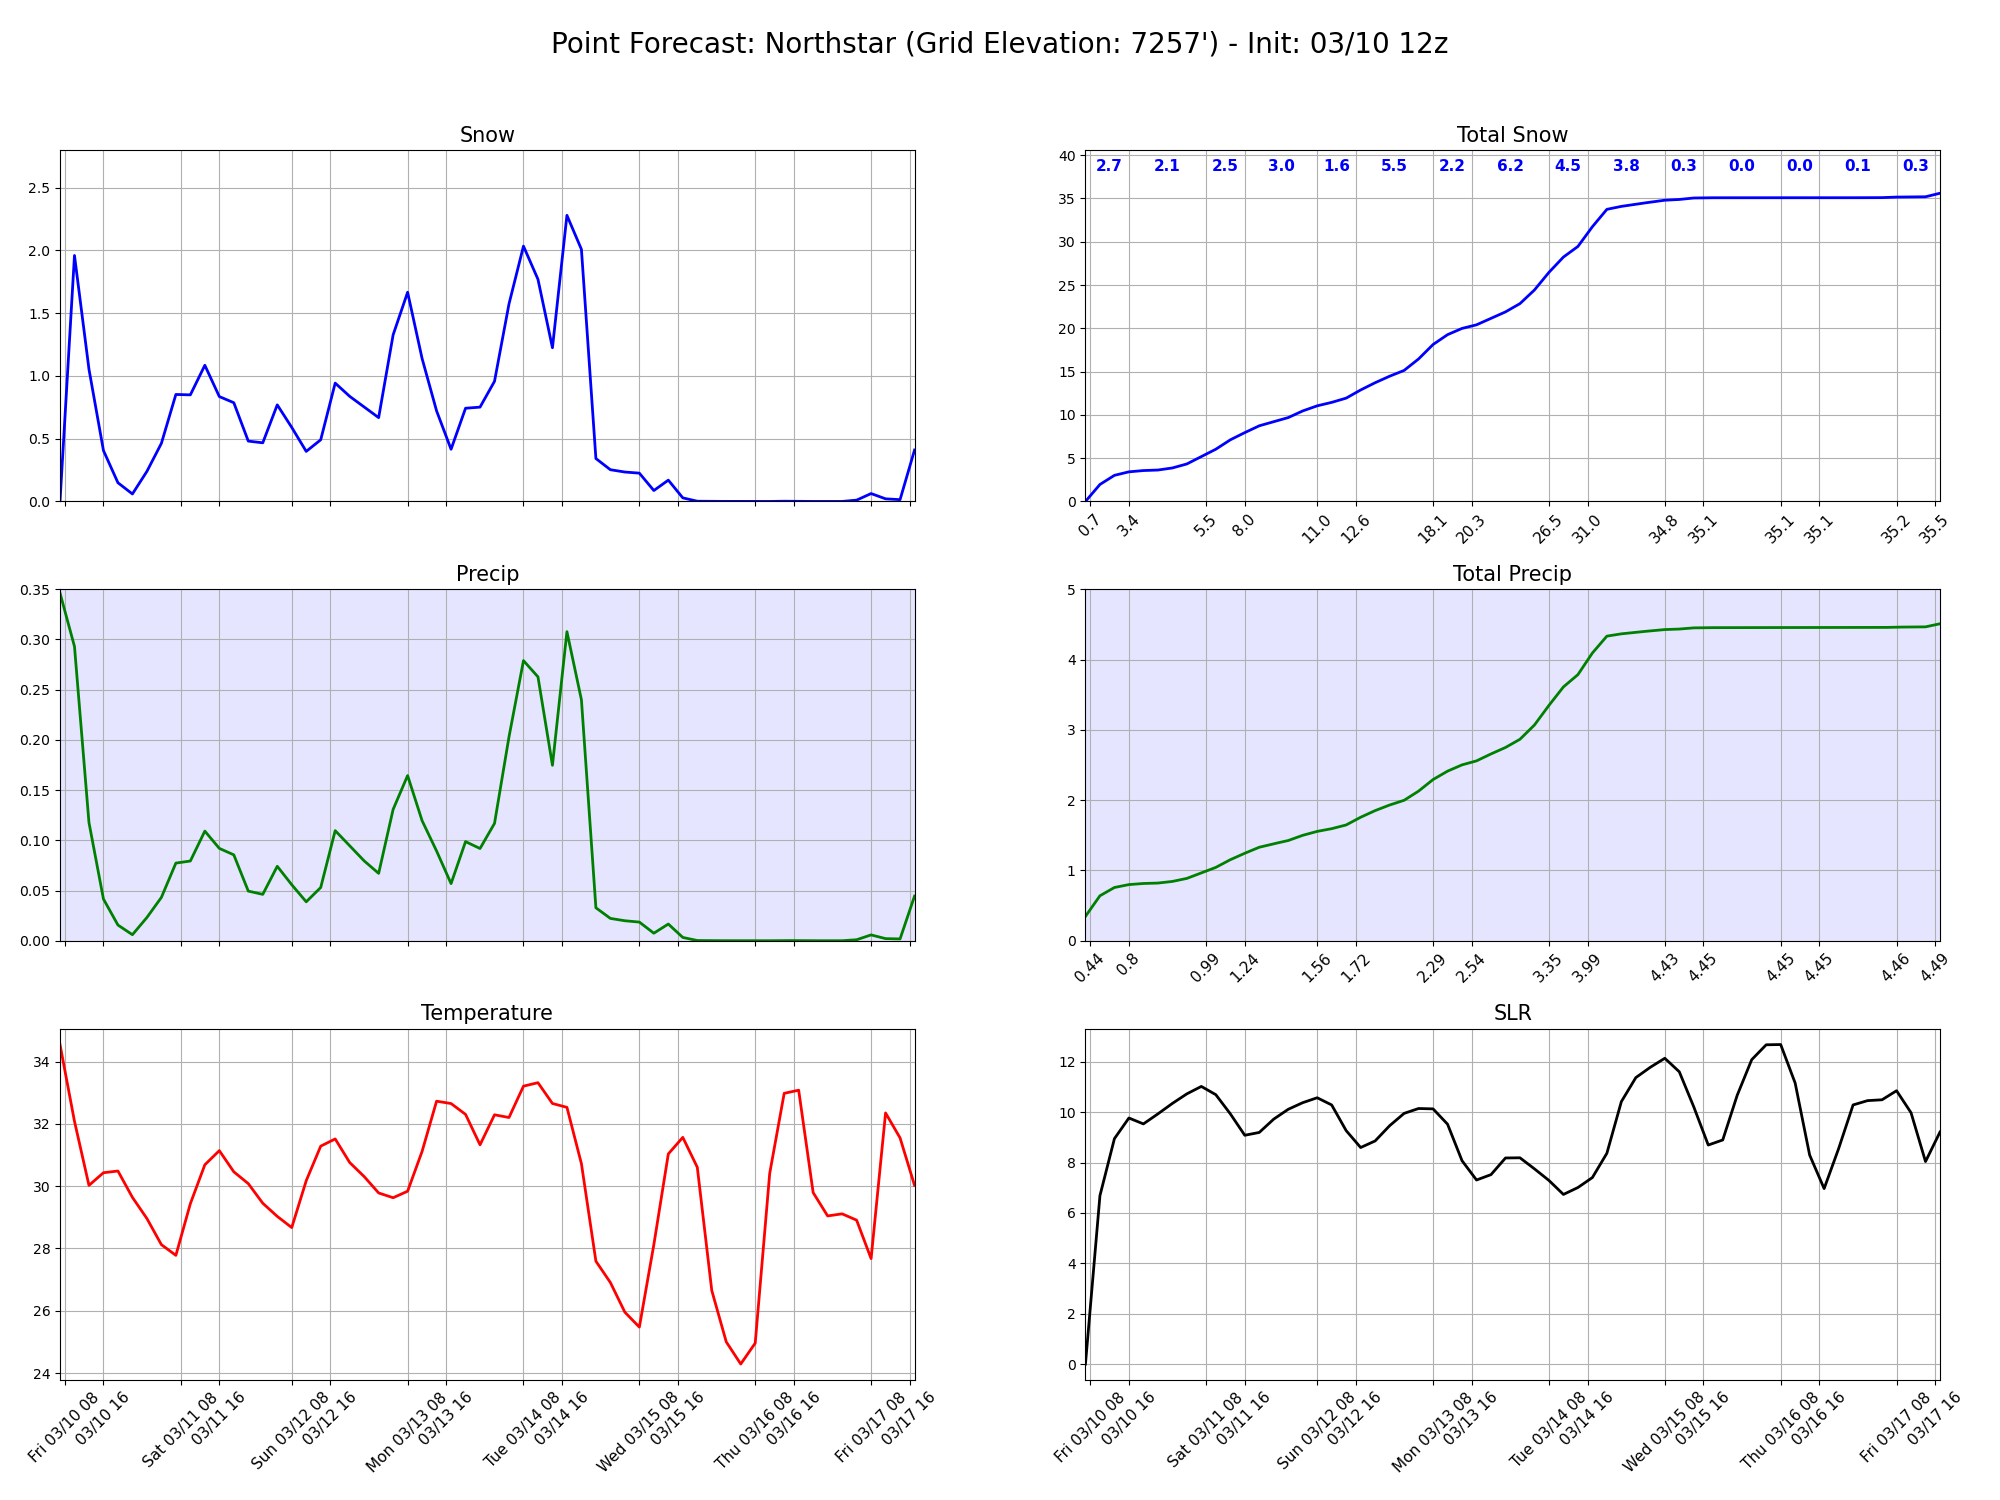 Point Forecast: Northstar (Grid Elevation: 7257') - Init: 03/10 12z
Snow
2.5
2.0
1.5
1.0
0.5
0.0
Total Snow
2.7 2.1 2.5 3.0 1.6 5.5 2.2 6.2 4.5 3.8 0.3 0.0 0.0 0.1 0.3
40
35
30
25
20
15
10
5
0
0.7 3.4 5.5 8.0 11.0 12.6 18.1 20.3 26.5 31.0 34.8 35.1 35.1 35.1 35.2 35.5
Precip
0.35
0.30
0.25
0.20
0.15
0.10
0.05
0.00
Total Precip
5
4
3
2
1
0
0.44 0.8 0.99 1.24 1.56 1.72 2.29 2.54 3.35 3.99 4.43 4.45 4.45 4.45 4.46 4.49
Temperature
34
32
30
28
26
24
Fri 03/10 08
03/10 16
Sat 03/11 08
03/11 16
Sun 03/12 08
03/12 16
Mon 03/13 08
03/13 16
Tue 03/14 08
03/14 16
Wed 03/15 08
03/15 16
Thu 03/16 08
03/16 16
Fri 03/17 08
03/17 16
SLR
12
10
8
6
4
2
0
Fri 03/10 08
03/10 16
Sat 03/11 08
03/11 16
Sun 03/12 08
03/12 16
Mon 03/13 08
03/13 16
Tue 03/14 08
03/14 16
Wed 03/15 08
03/15 16
Thu 03/16 08
03/16 16
Fri 03/17 08
03/17 16